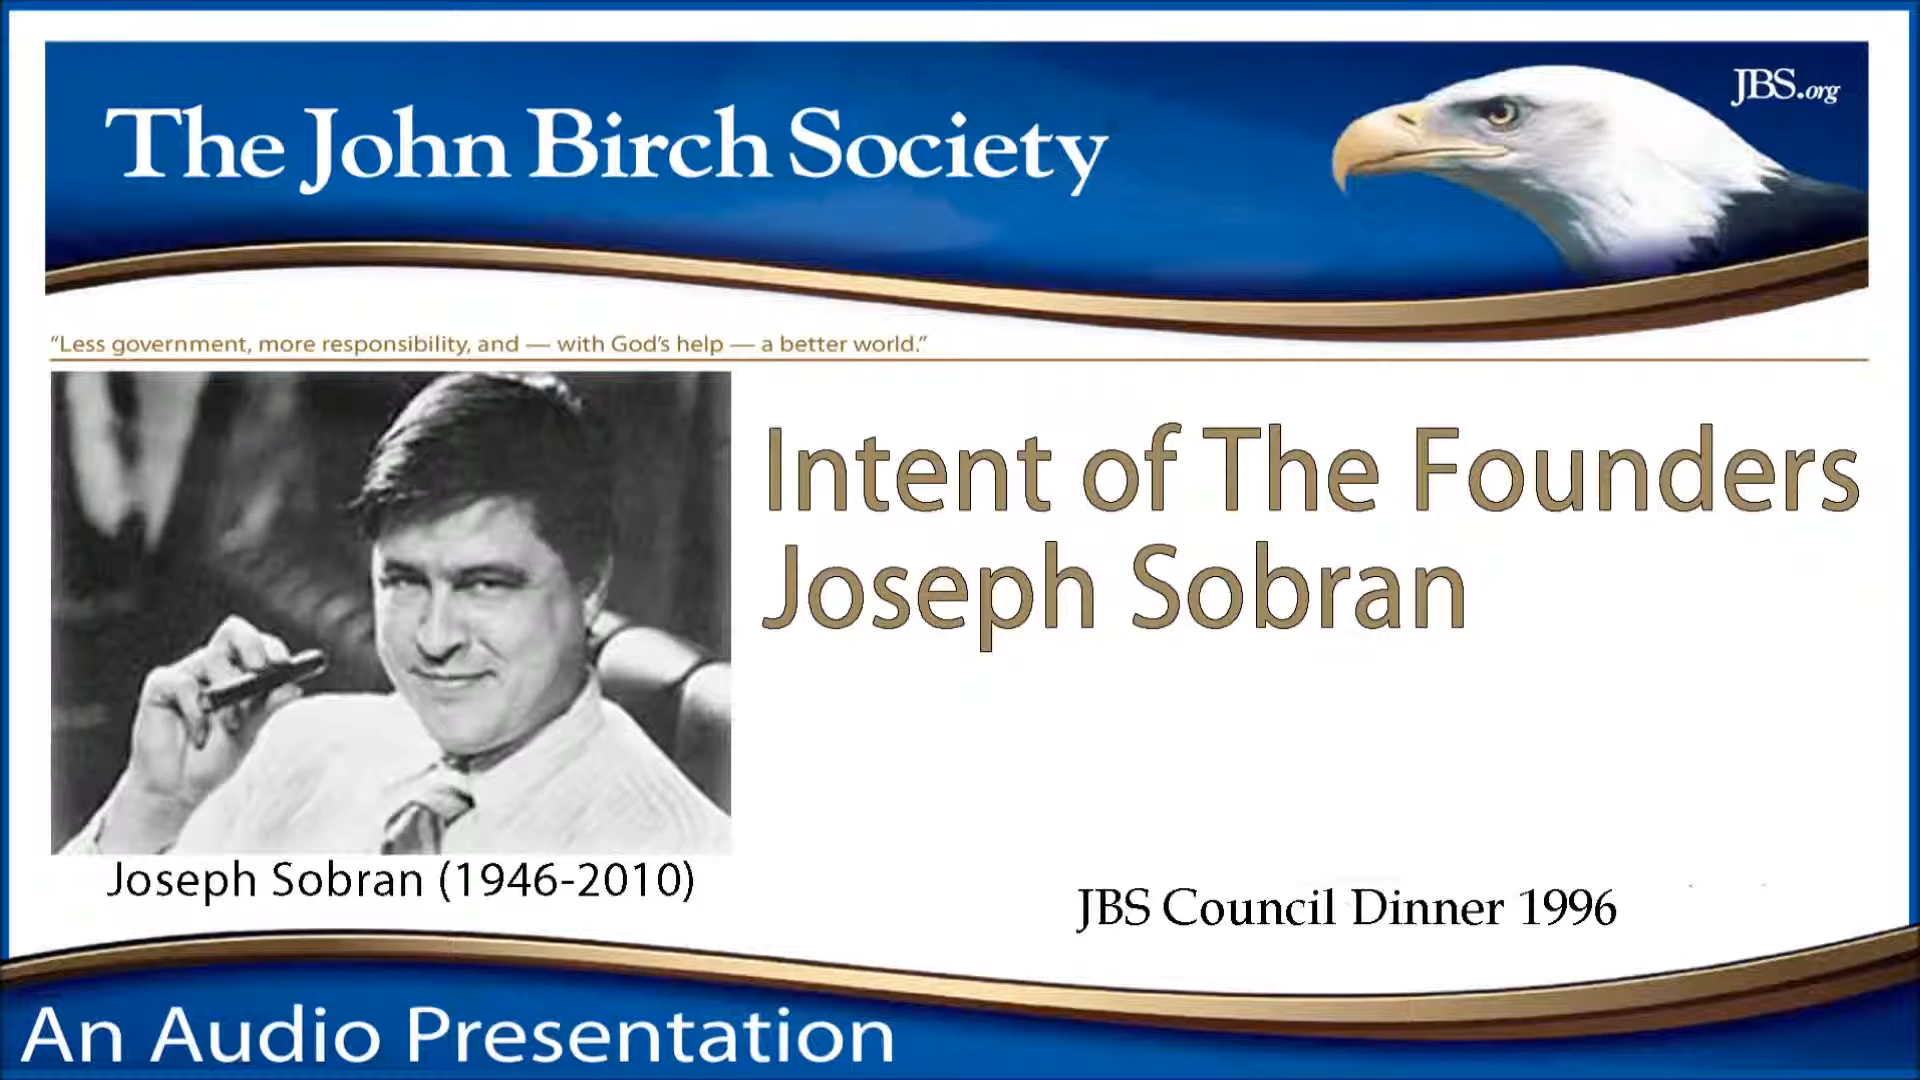 The John Birch Society
JBS.org
“Less government, more responsibility, and — with God’s help — a better world.”
Intent of The Founders
Joseph Sobran
Joseph Sobran (1946-2010)
JBS Council Dinner 1996
An Audio Presentation